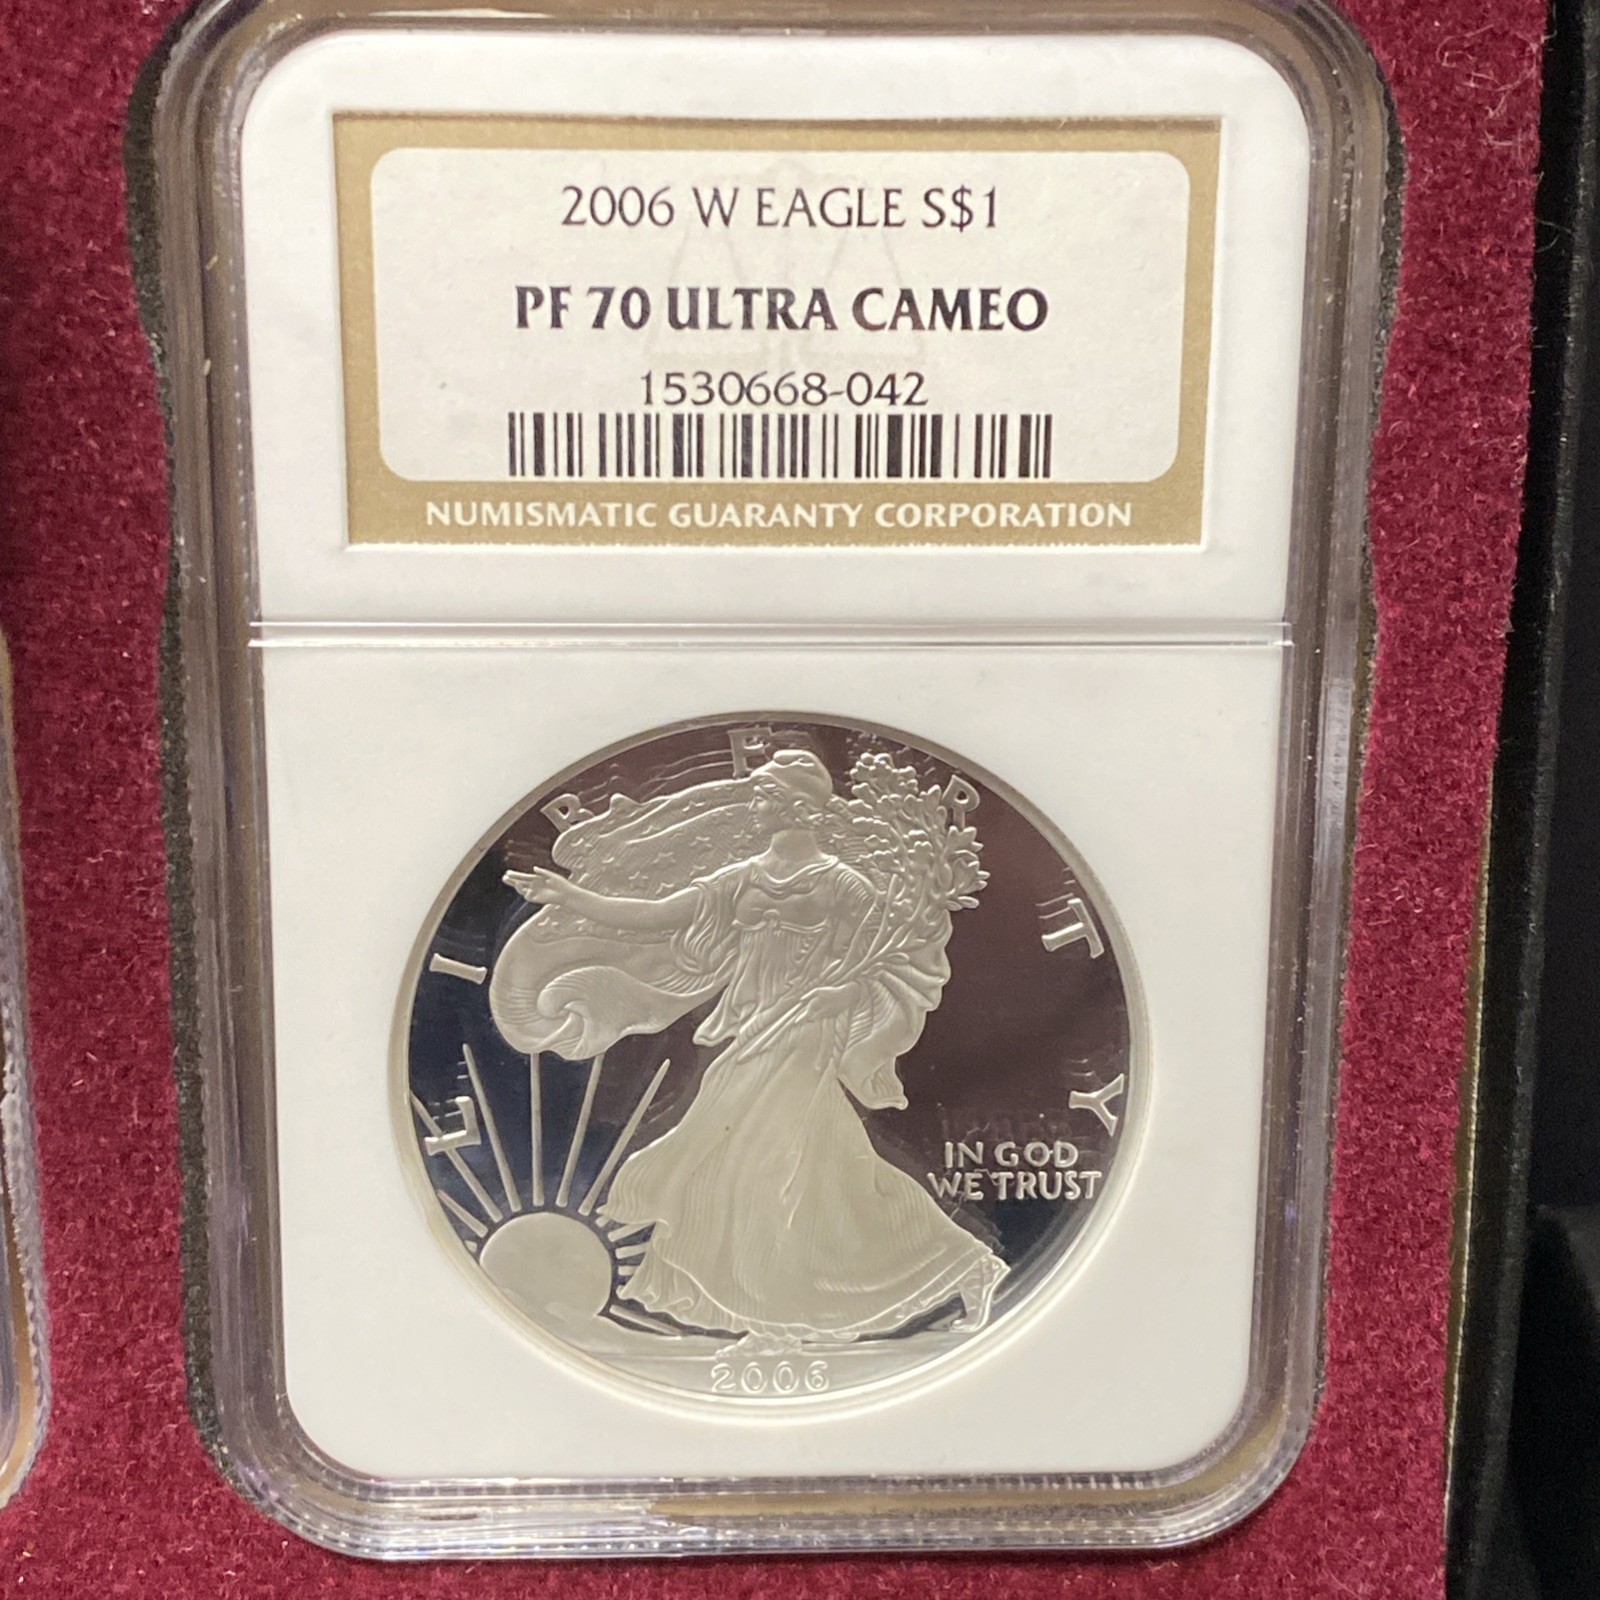 2006 W EAGLE S$1
PF 70 ULTRA CAMEO
1530668-042
NUMISMATIC GUARANTY CORPORATION
LIBERTY
IN GOD
WE TRUST
2006